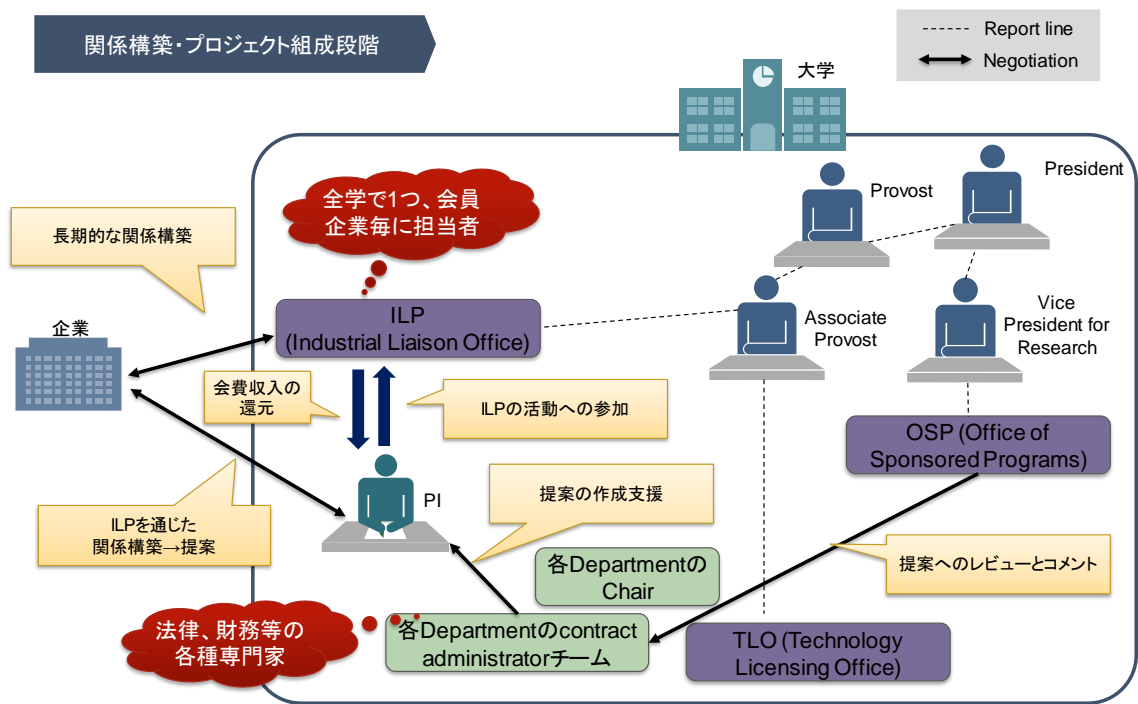 関係構築・プロジェクト組成段階
Report line
Negotiation
大学
President
Provost
全学で1つ、会員
企業毎に担当者
長期的な関係構築
ILP
(Industrial Liaison Office)
企業
Associate
Provost
Vice
President for
Research
会費収入の
還元
ILPの活動への参加
OSP (Office of
Sponsored Programs)
提案の作成支援
PI
ILPを通じた
関係構築→提案
提案へのレビューとコメント
各Departmentの
Chair
法律、財務等の
各種専門家
各Departmentのcontract
administratorチーム
TLO (Technology
Licensing Office)